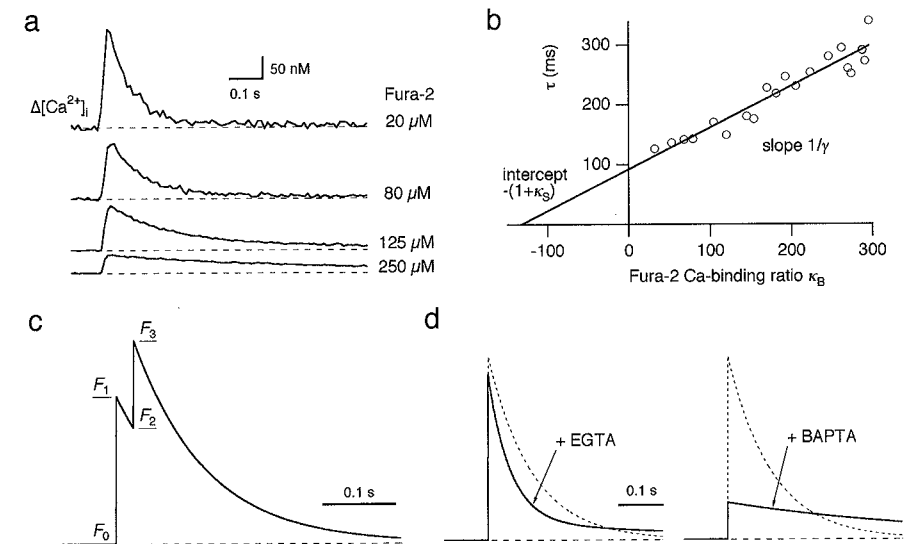 a
Δ[Ca²⁺]ᵢ
50 nM
0.1 s
Fura-2
20 μM
80 μM
125 μM
250 μM
b
τ (ms)
300
200
100
slope 1/γ
intercept
-(1+κ_S)
-100 0 100 200 300
Fura-2 Ca-binding ratio κ_B
c
F₃
F₁
F₂
F₀
0.1 s
d
+ EGTA
0.1 s
+ BAPTA